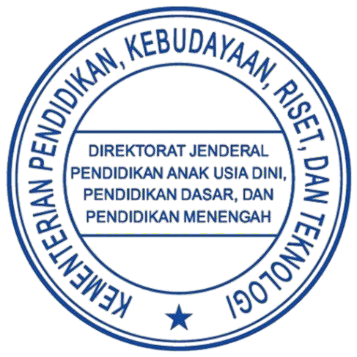 KEMENTERIAN PENDIDIKAN, KEBUDAYAAN, RISET, DAN TEKNOLOGI
DIREKTORAT JENDERAL
PENDIDIKAN ANAK USIA DINI,
PENDIDIKAN DASAR, DAN
PENDIDIKAN MENENGAH